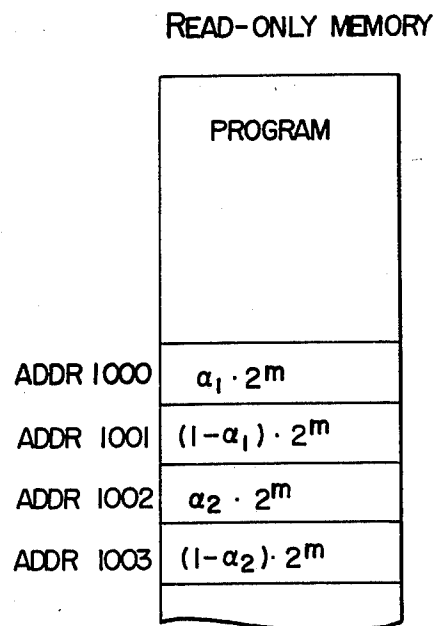 READ-ONLY MEMORY
PROGRAM
ADDR 1000 α₁ · 2ᵐ
ADDR 1001 (1-α₁) · 2ᵐ
ADDR 1002 α₂ · 2ᵐ
ADDR 1003 (1-α₂) · 2ᵐ